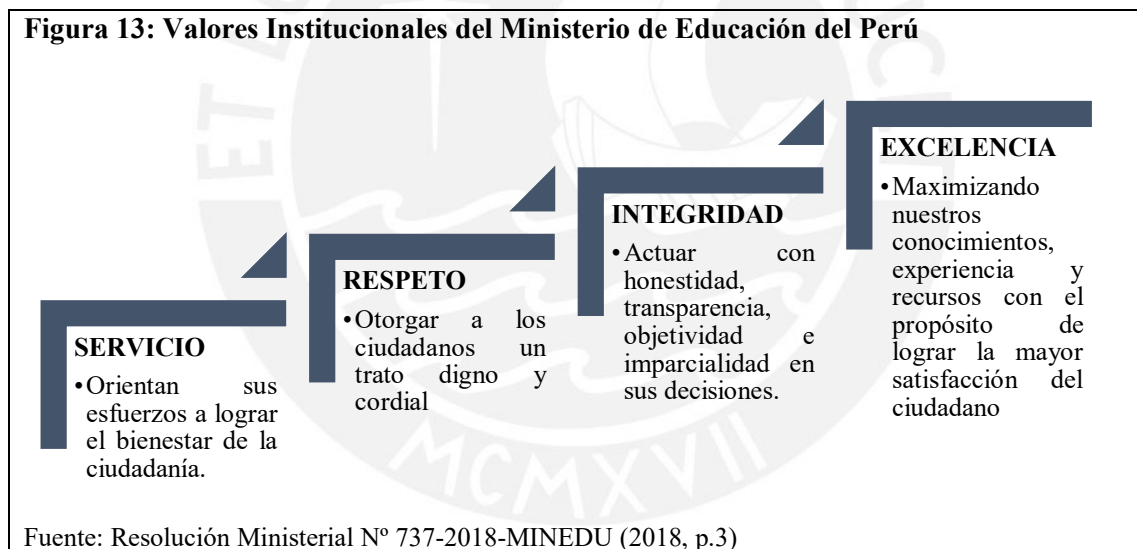 Figura 13: Valores Institucionales del Ministerio de Educación del Perú
SERVICIO
•Orientan sus
esfuerzos a lograr
el bienestar de la
ciudadanía.
RESPETO
•Otorgar a los
ciudadanos un
trato digno y
cordial
INTEGRIDAD
•Actuar con
honestidad,
transparencia,
objetividad e
imparcialidad en
sus decisiones.
EXCELENCIA
•Maximizando
nuestros
conocimientos,
experiencia y
recursos con el
propósito de
lograr la mayor
satisfacción del
ciudadano
MCMXVII
Fuente: Resolución Ministerial Nº 737-2018-MINEDU (2018, p.3)